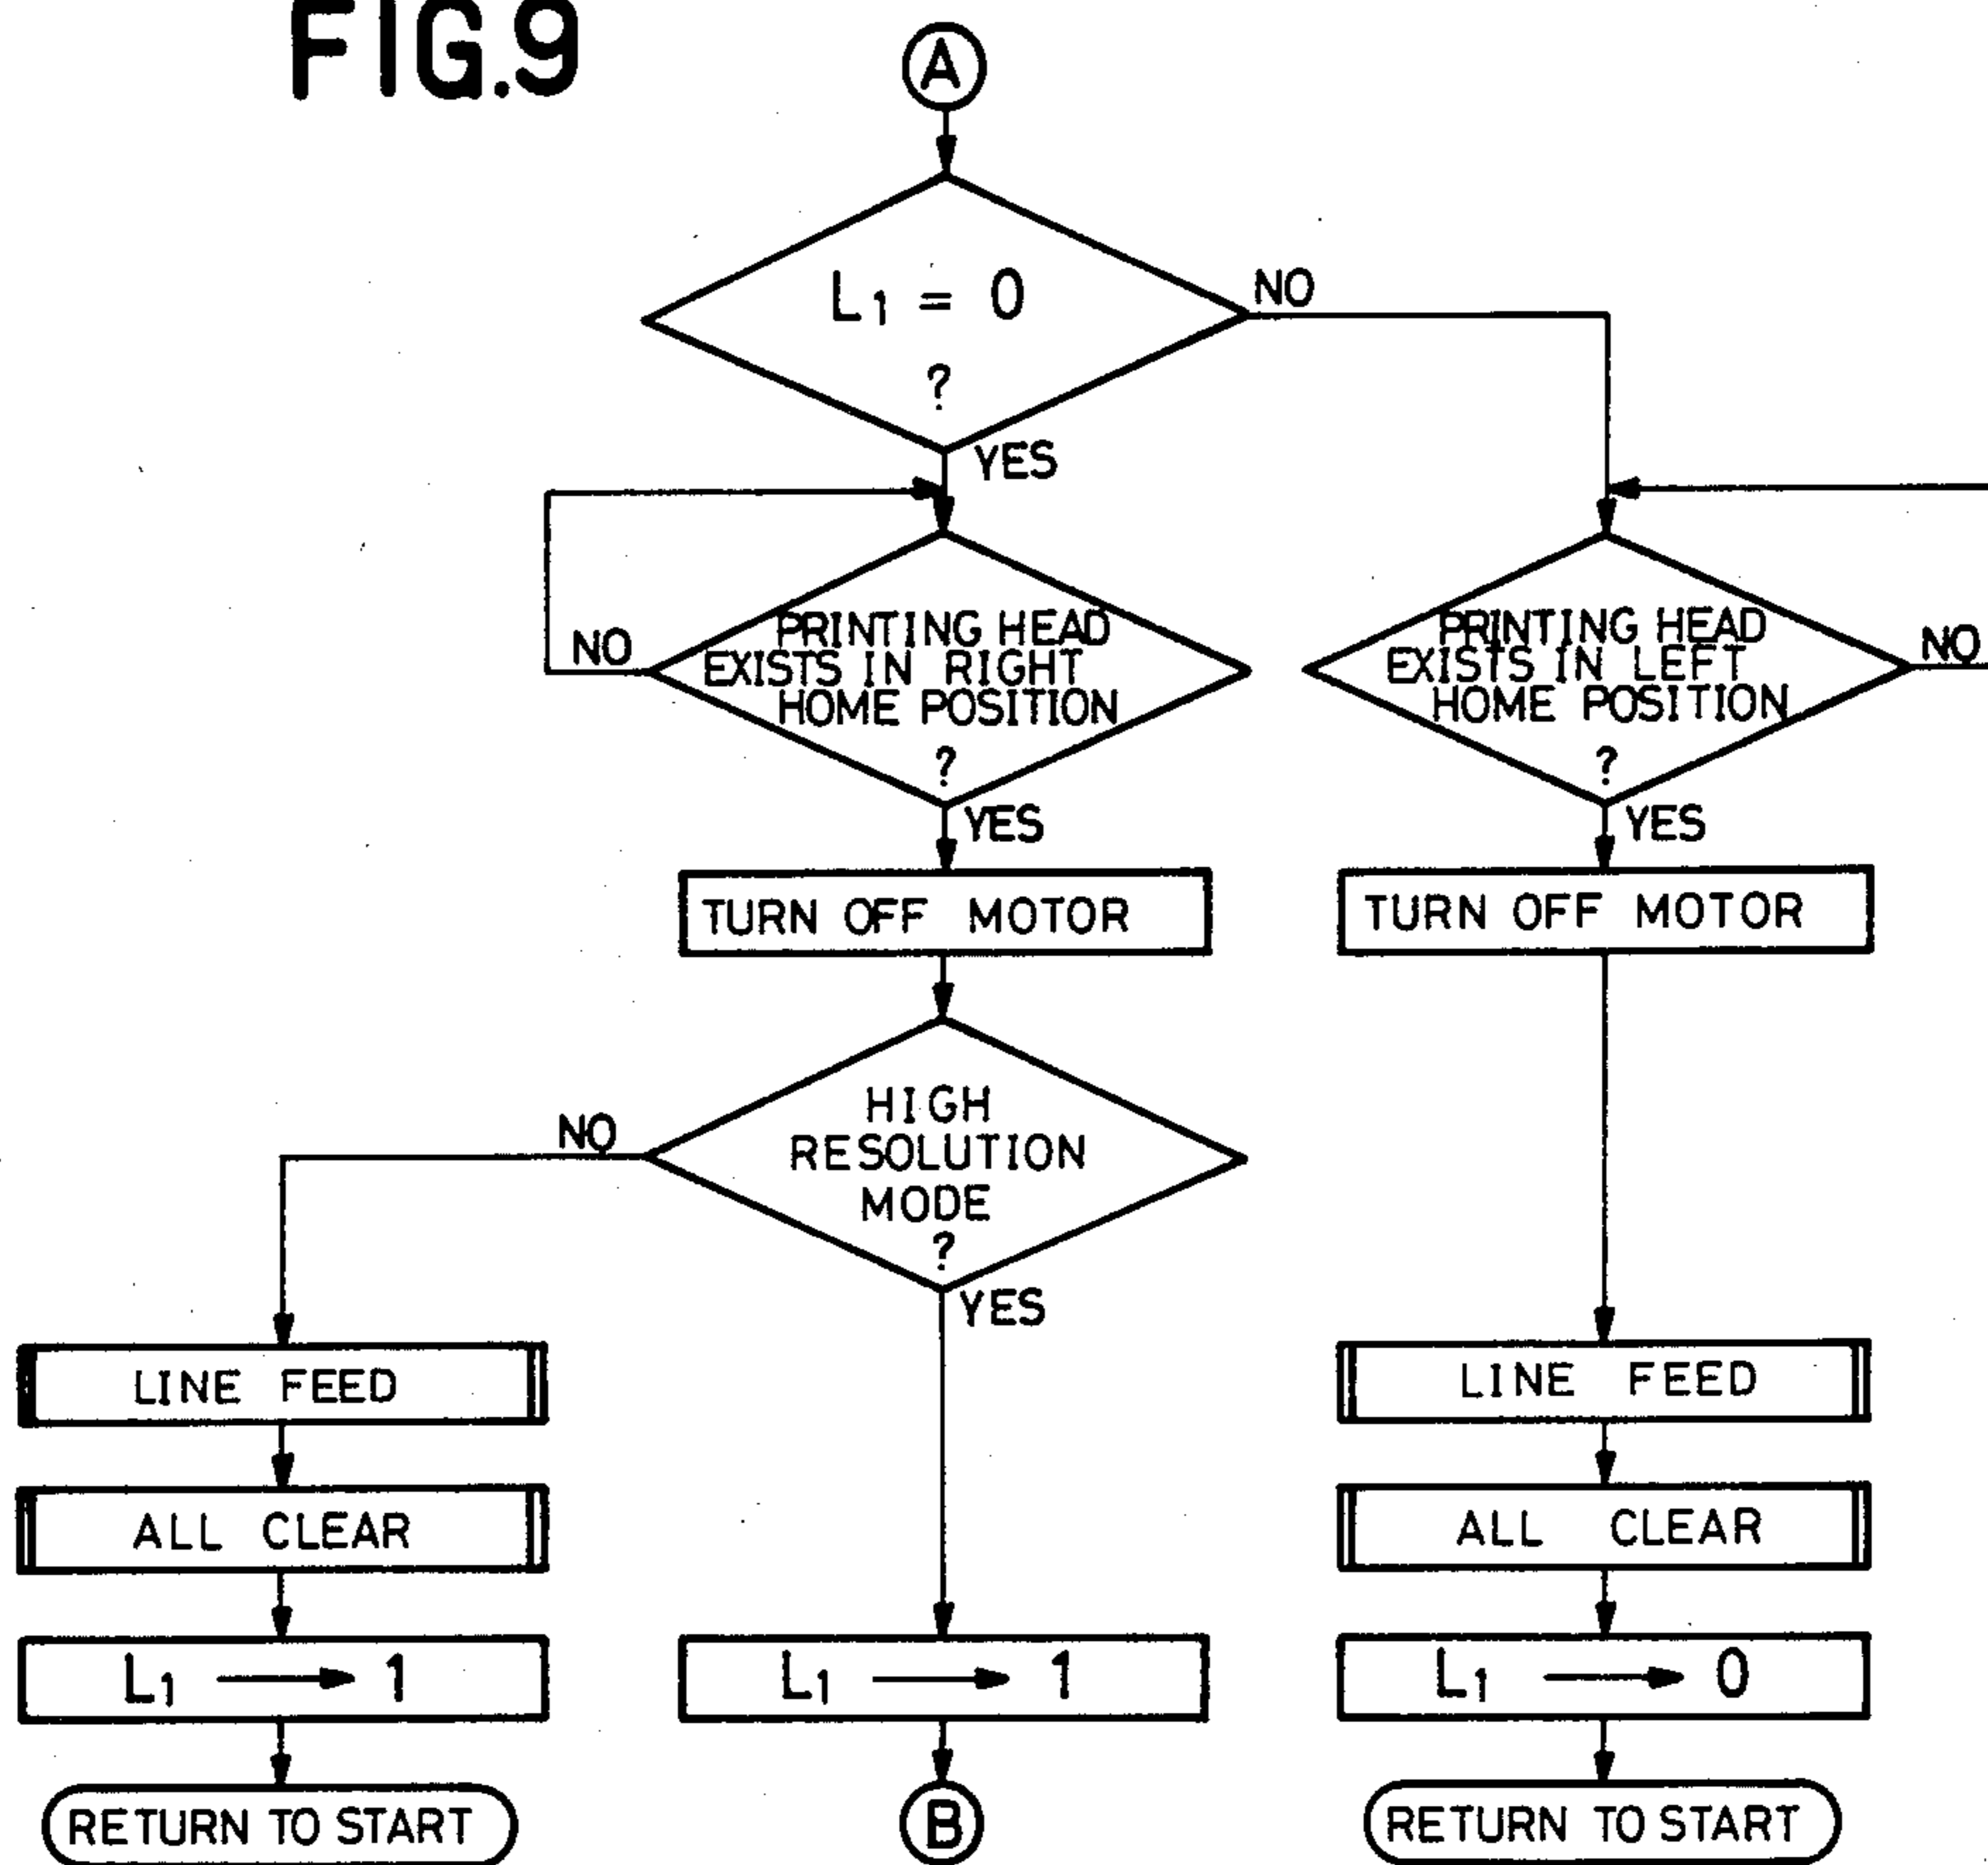 FIG.9
A
L1 = 0
?
NO
YES
PRINTING HEAD
EXISTS IN RIGHT
HOME POSITION
?
NO
YES
PRINTING HEAD
EXISTS IN LEFT
HOME POSITION
?
NO
YES
TURN OFF MOTOR
TURN OFF MOTOR
HIGH
RESOLUTION
MODE
?
NO
YES
LINE FEED
LINE FEED
ALL CLEAR
ALL CLEAR
L1 → 1
L1 → 1
L1 → 0
RETURN TO START
B
RETURN TO START